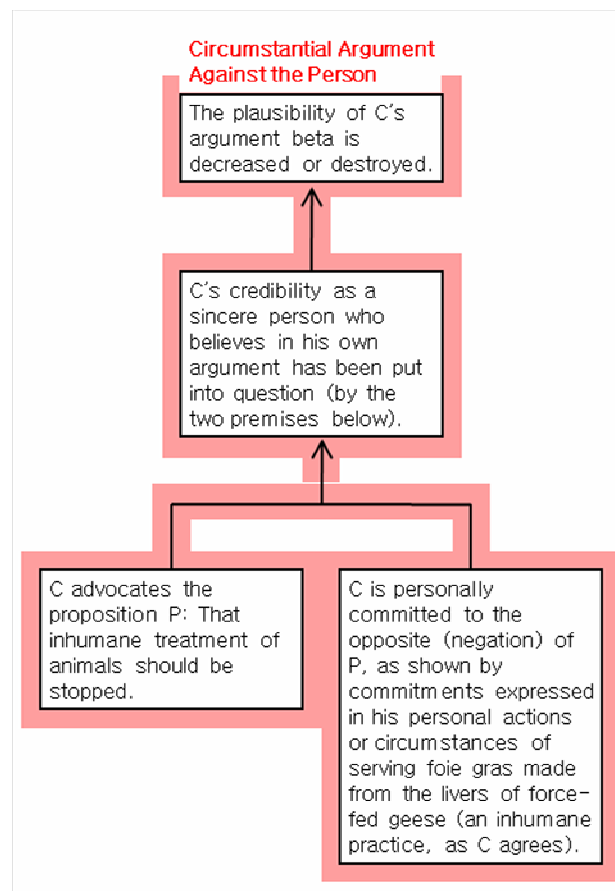 Circumstantial Argument
Against the Person
The plausibility of C's
argument beta is
decreased or destroyed.
C's credibility as a
sincere person who
believes in his own
argument has been put
into question (by the
two premises below).
C advocates the
proposition P: That
inhumane treatment of
animals should be
stopped.
C is personally
committed to the
opposite (negation) of
P, as shown by
commitments expressed
in his personal actions
or circumstances of
serving foie gras made
from the livers of force-
fed geese (an inhumane
practice, as C agrees).